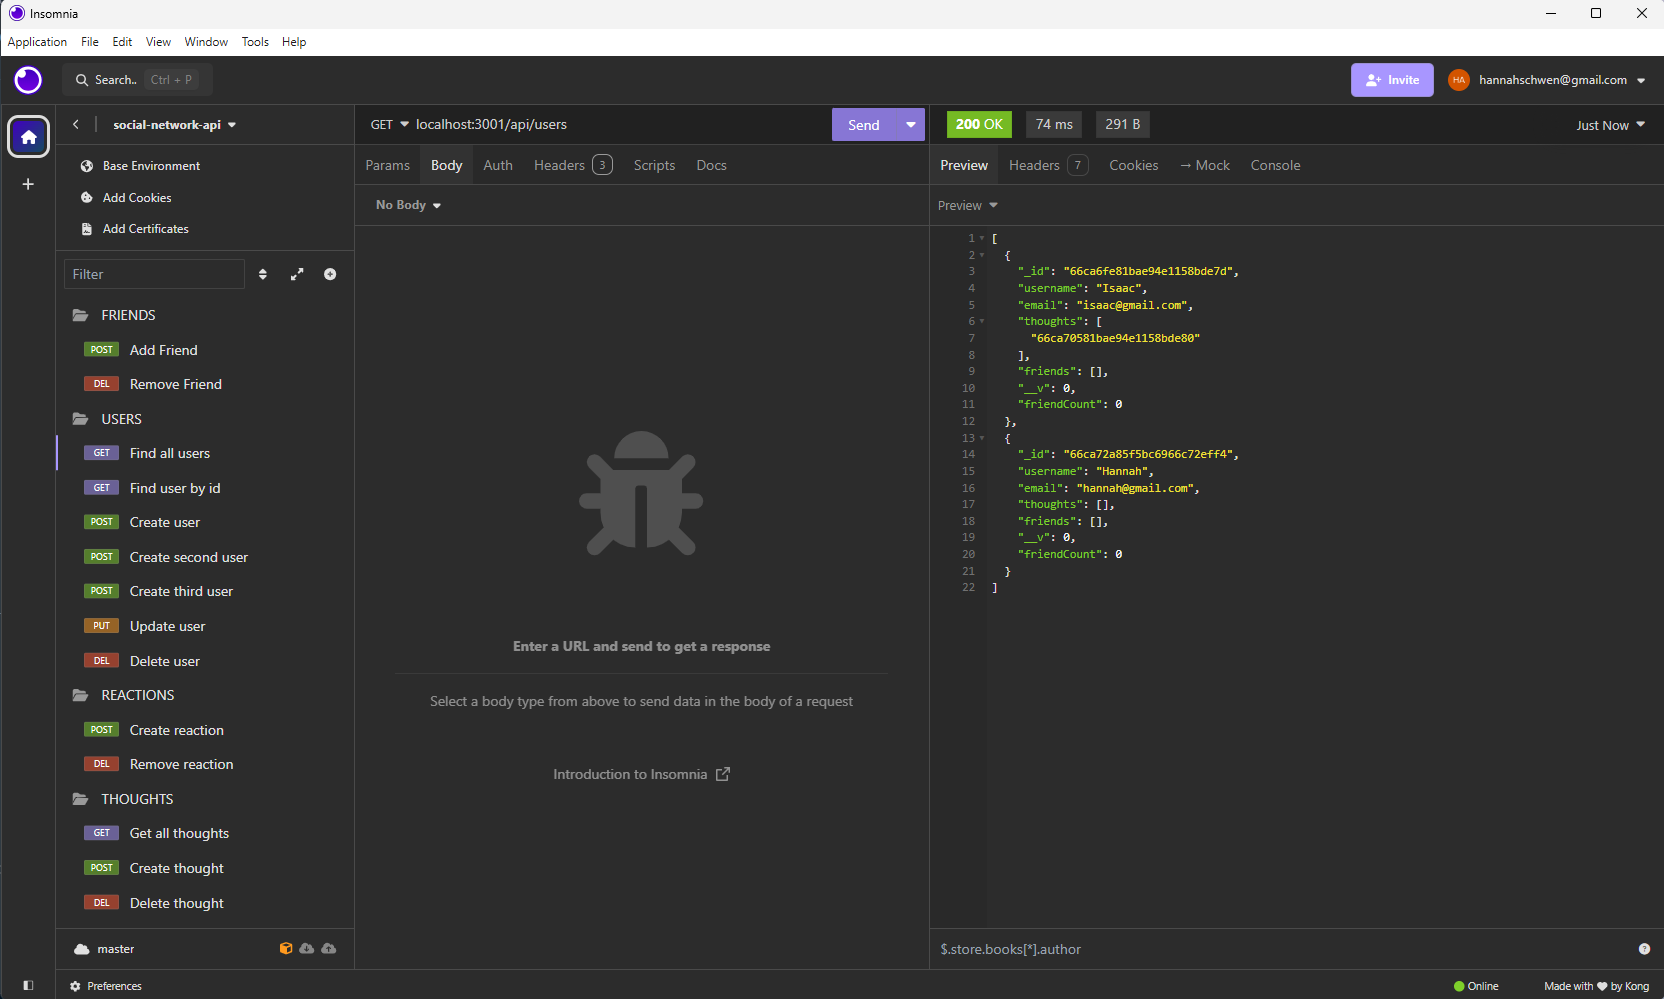 Insomnia
Application File Edit View Window Tools Help
Search.. Ctrl + P
Invite
HA hannahschwen@gmail.com
social-network-api
Base Environment
Add Cookies
Add Certificates
Filter
FRIENDS
POST Add Friend
DEL Remove Friend
USERS
GET Find all users
GET Find user by id
POST Create user
POST Create second user
POST Create third user
PUT Update user
DEL Delete user
REACTIONS
POST Create reaction
DEL Remove reaction
THOUGHTS
GET Get all thoughts
POST Create thought
DEL Delete thought
master
GET localhost:3001/api/users Send
Params Body Auth Headers 3 Scripts Docs
No Body
Enter a URL and send to get a response
Select a body type from above to send data in the body of a request
Introduction to Insomnia
200 OK 74 ms 291 B Just Now
Preview Headers 7 Cookies → Mock Console
Preview
1 [
2 {
3 "_id": "66ca6fe81bae94e1158bde7d",
4 "username": "Isaac",
5 "email": "isaac@gmail.com",
6 "thoughts": [
7 "66ca70581bae94e1158bde80"
8 ],
9 "friends": [],
10 "__v": 0,
11 "friendCount": 0
12 },
13 {
14 "_id": "66ca72a85f5bc6966c72eff4",
15 "username": "Hannah",
16 "email": "hannah@gmail.com",
17 "thoughts": [],
18 "friends": [],
19 "__v": 0,
20 "friendCount": 0
21 }
22 ]
$.store.books[*].author ?
Preferences
Online Made with ♥ by Kong